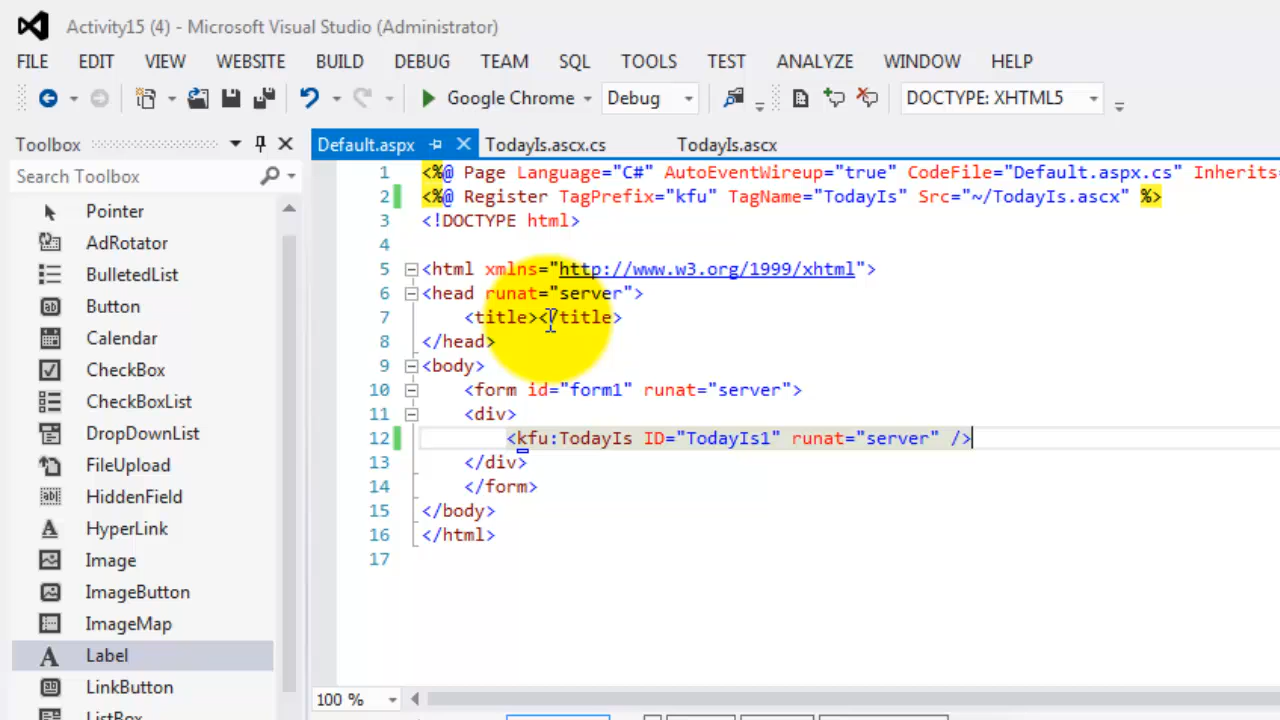 Activity15 (4) - Microsoft Visual Studio (Administrator)
FILE EDIT VIEW WEBSITE BUILD DEBUG TEAM SQL TOOLS TEST ANALYZE WINDOW HELP
Google Chrome Debug DOCTYPE: XHTML5
Toolbox
Search Toolbox
Pointer
AdRotator
BulletedList
Button
Calendar
CheckBox
CheckBoxList
DropDownList
FileUpload
HiddenField
HyperLink
Image
ImageButton
ImageMap
Label
LinkButton
ListBox
Default.aspx TodayIs.ascx.cs TodayIs.ascx
1 <%@ Page Language="C#" AutoEventWireup="true" CodeFile="Default.aspx.cs" Inherits=
2 <%@ Register TagPrefix="kfu" TagName="TodayIs" Src="~/TodayIs.ascx" %>
3 <!DOCTYPE html>
4
5 <html xmlns="http://www.w3.org/1999/xhtml">
6 <head runat="server">
7 <title></title>
8 </head>
9 <body>
10 <form id="form1" runat="server">
11 <div>
12 <kfu:TodayIs ID="TodayIs1" runat="server" />
13 </div>
14 </form>
15 </body>
16 </html>
17
100 %